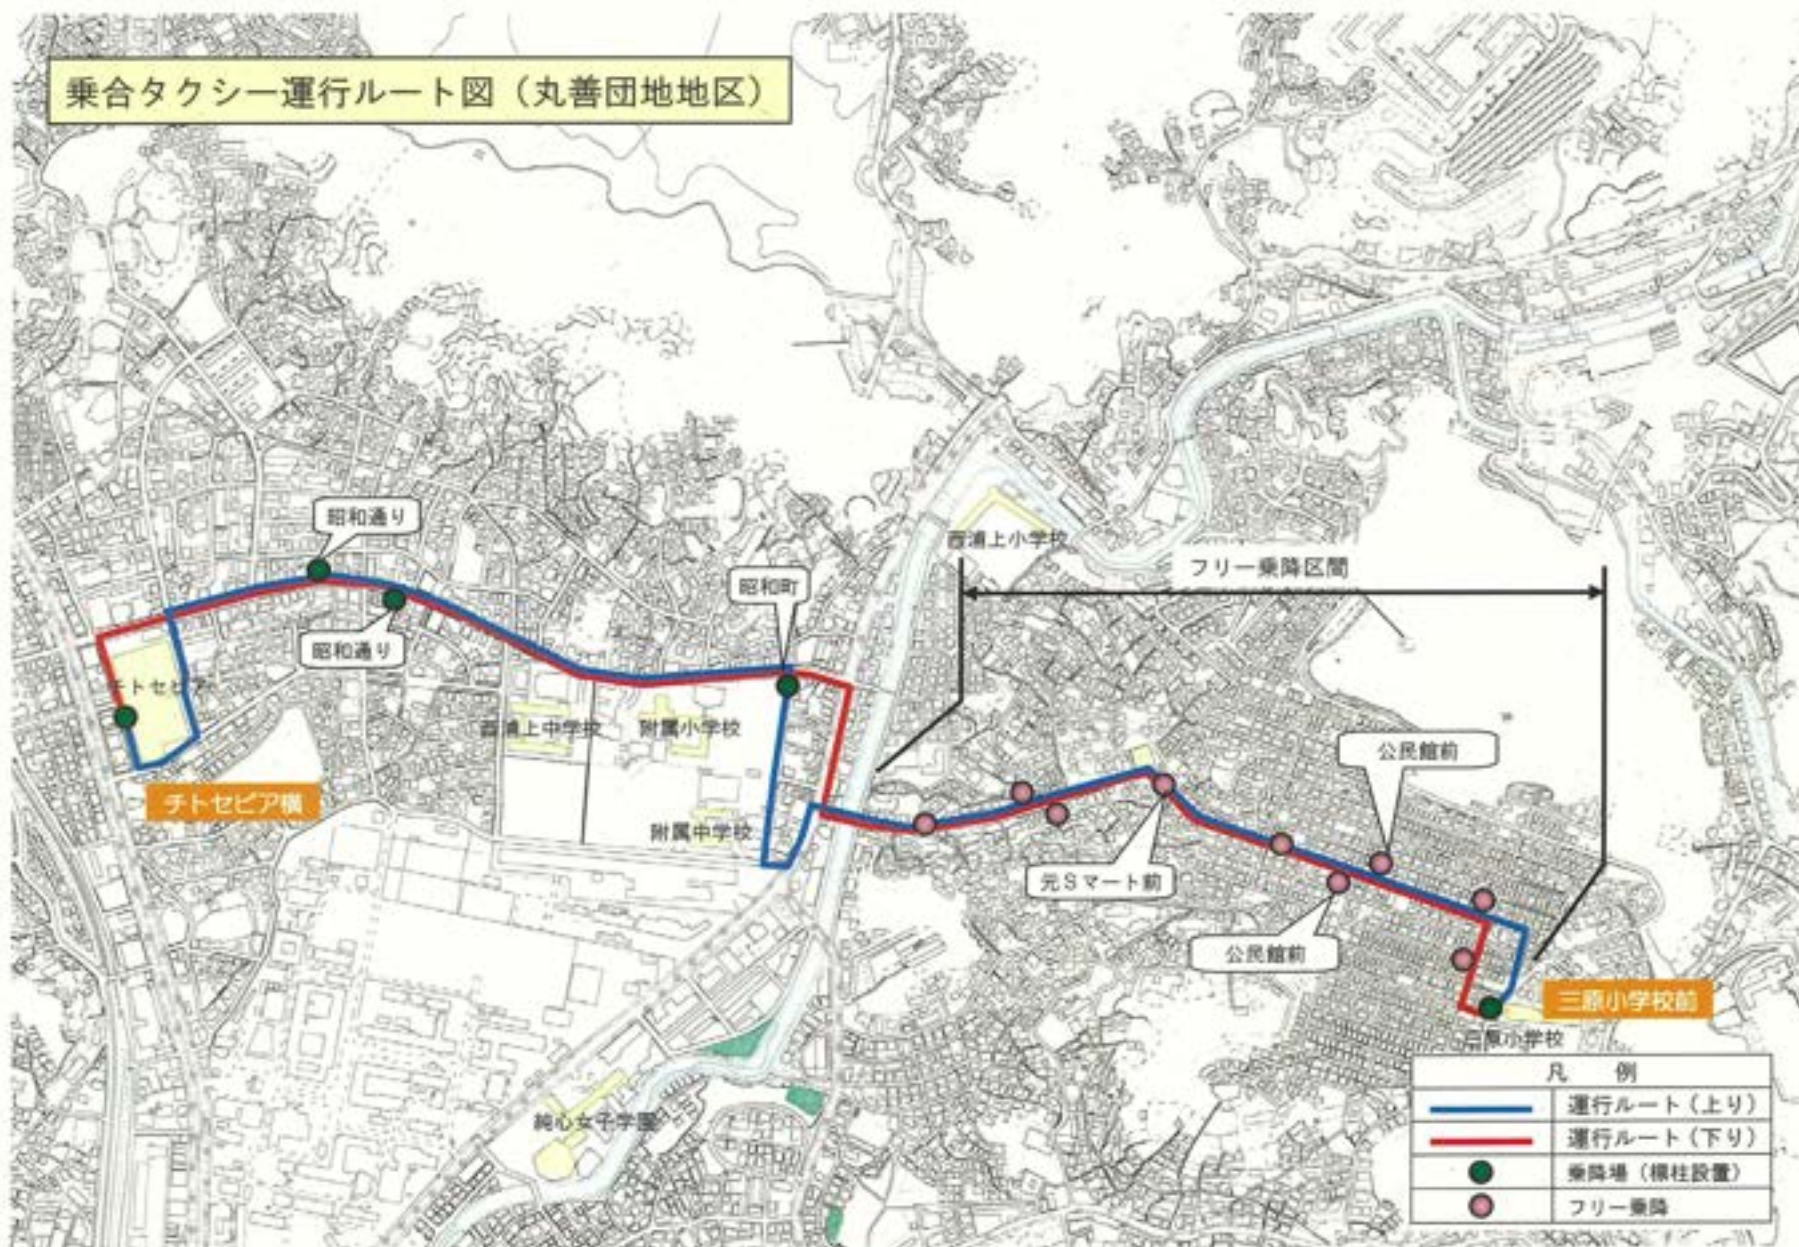 乗合タクシー運行ルート図（丸善団地地区）
昭和通り
西浦上小学校
フリー乗降区間
昭和町
昭和通り
チトセピア
西浦上中学校
附属小学校
公民館前
チトセピア横
附属中学校
元Sマート前
公民館前
三原小学校前
三原小学校
凡 例
運行ルート（上り）
運行ルート（下り）
乗降場（標柱設置）
フリー乗降
純心女子学園